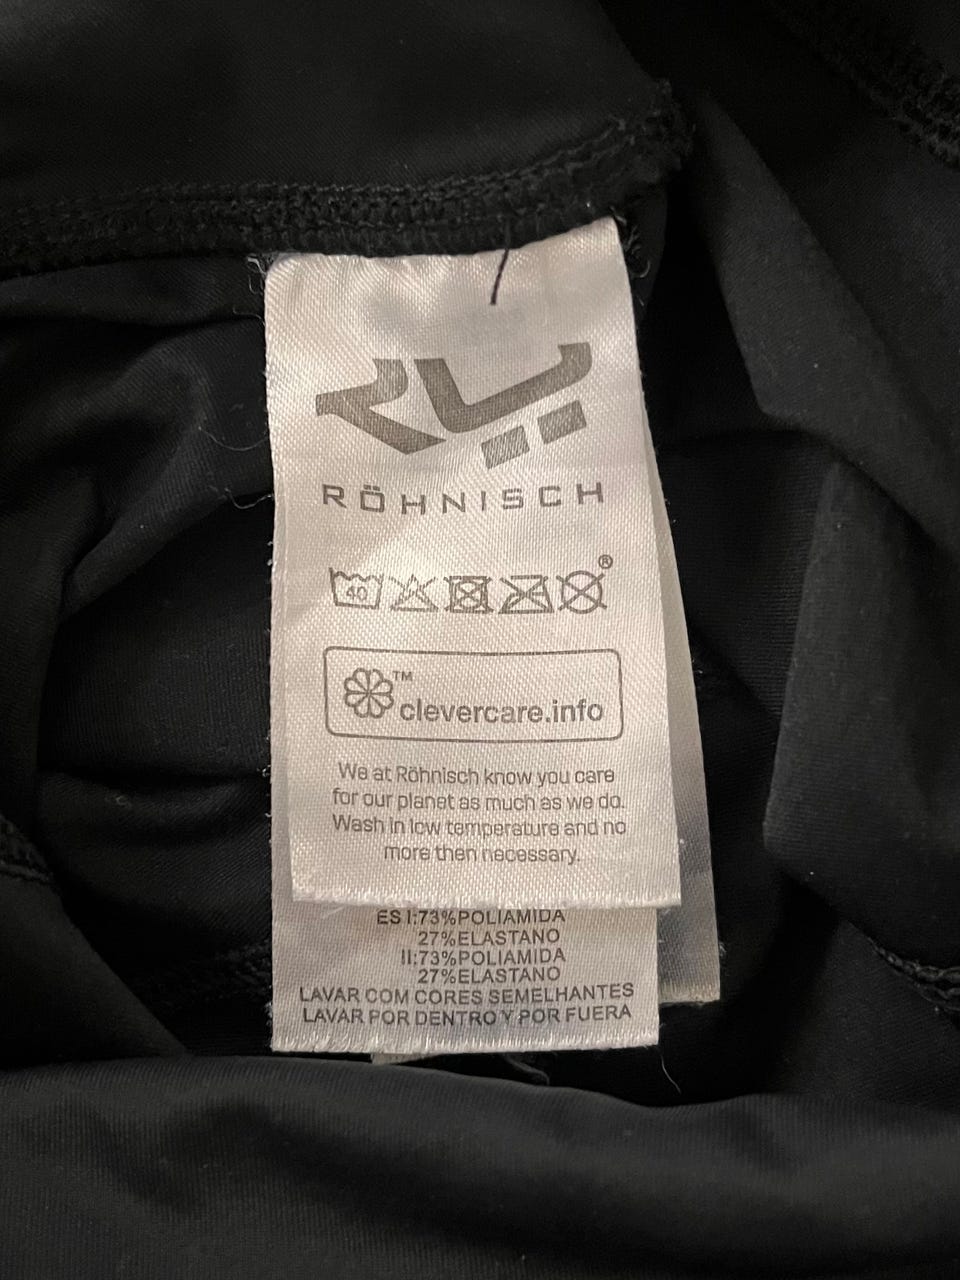 RÖHNISCH
40
®
™
clevercare.info
We at Röhnisch know you care
for our planet as much as we do.
Wash in low temperature and no
more then necessary.
ES I:73%POLIAMIDA
27%ELASTANO
II:73%POLIAMIDA
27%ELASTANO
LAVAR COM CORES SEMELHANTES
LAVAR POR DENTRO Y POR FUERA